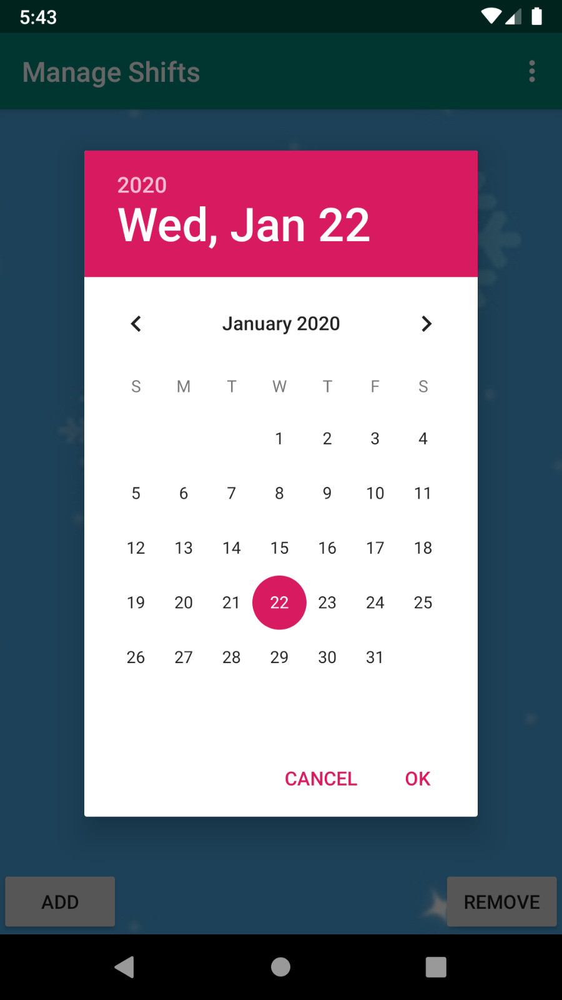 5:43
Manage Shifts
2020
Wed, Jan 22
January 2020
S M T W T F S
1 2 3 4
5 6 7 8 9 10 11
12 13 14 15 16 17 18
19 20 21 22 23 24 25
26 27 28 29 30 31
CANCEL OK
ADD REMOVE